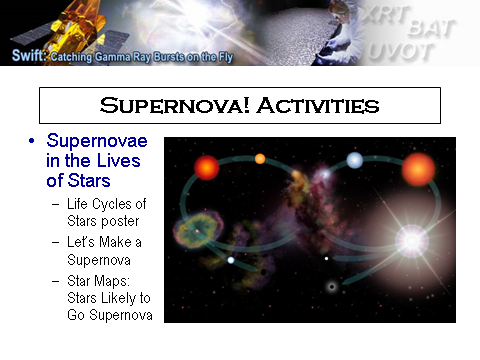 XRT
BAT
UVOT
Swift: Catching Gamma Ray Bursts on the Fly
Supernova! Activities
• Supernovae
in the Lives
of Stars
– Life Cycles of
Stars poster
– Let's Make a
Supernova
– Star Maps:
Stars Likely to
Go Supernova